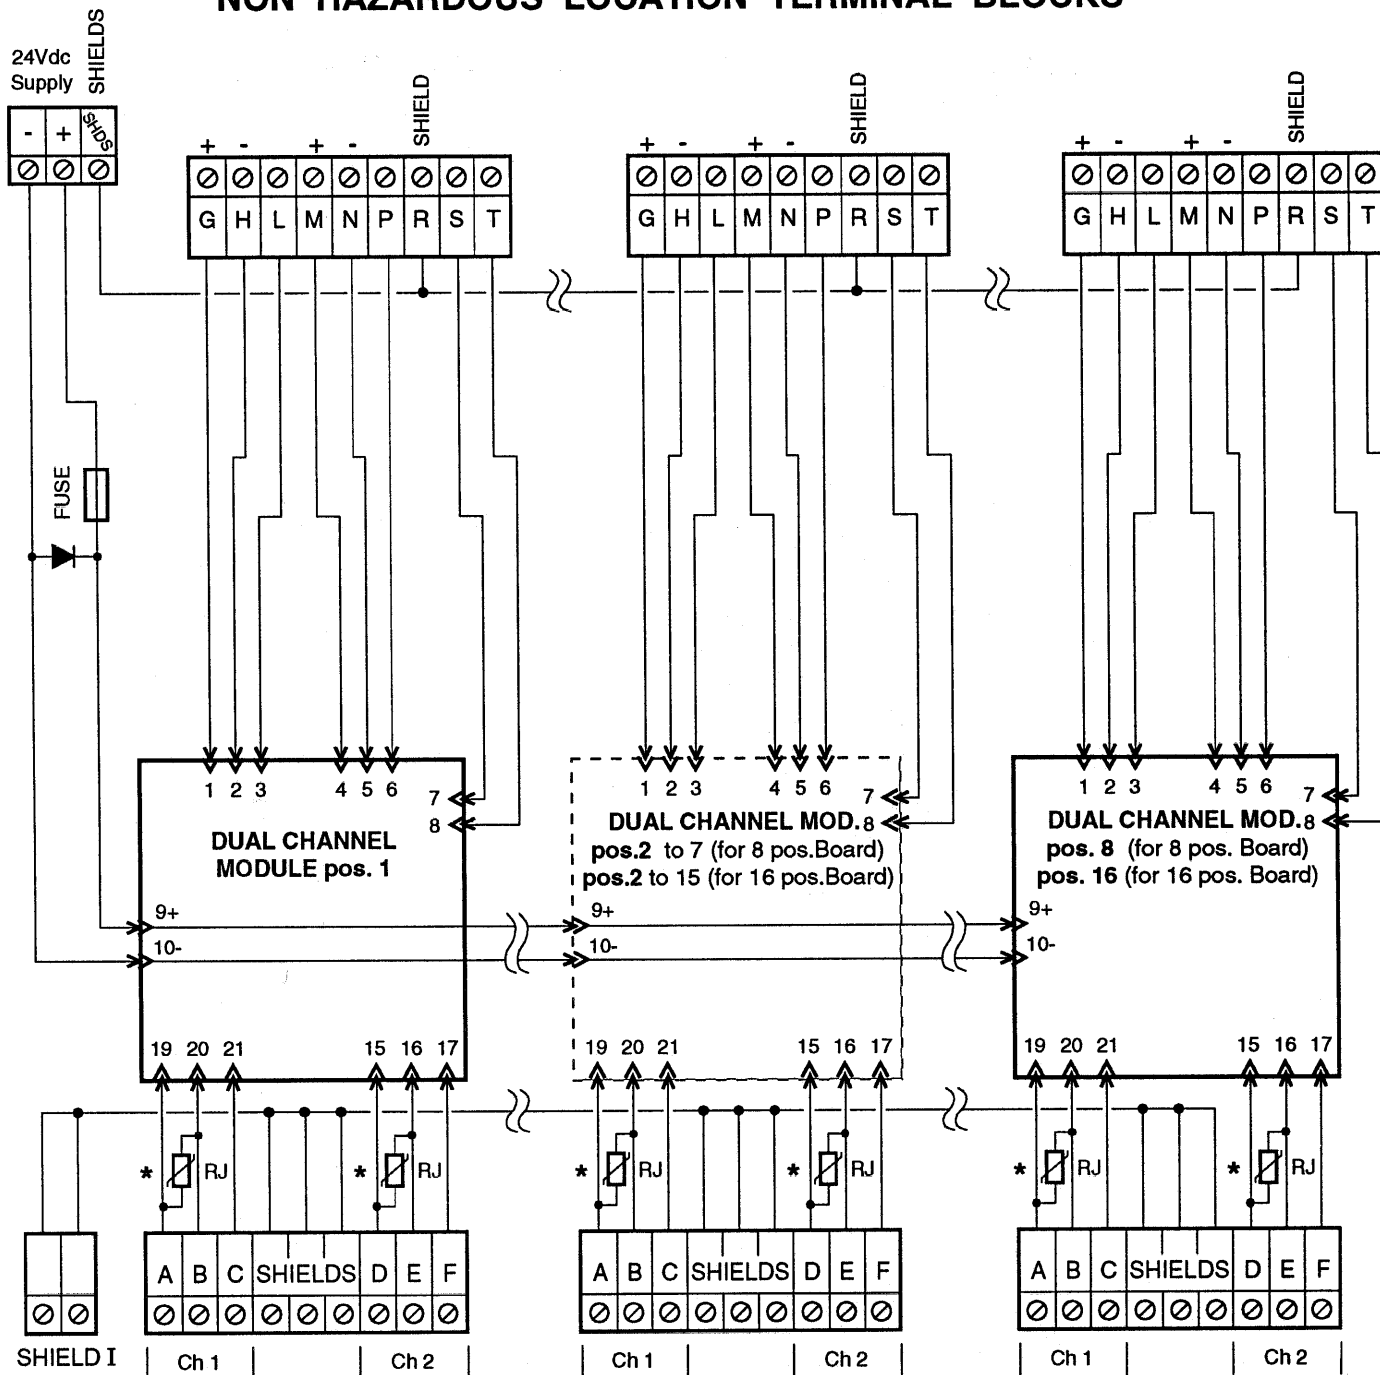 NON HAZARDOUS LOCATION TERMINAL BLOCKS
24Vdc
Supply
SHIELDS
- + SHDS
+ - + - SHIELD
G H L M N P R S T
+ - + - SHIELD
G H L M N P R S T
+ - + - SHIELD
G H L M N P R S T
FUSE
1 2 3 4 5 6
7
8
DUAL CHANNEL
MODULE pos. 1
9+
10-
19 20 21 15 16 17
1 2 3 4 5 6
7
DUAL CHANNEL MOD. 8
pos.2 to 7 (for 8 pos.Board)
pos.2 to 15 (for 16 pos.Board)
9+
10-
19 20 21 15 16 17
1 2 3 4 5 6
7
DUAL CHANNEL MOD. 8
pos. 8 (for 8 pos. Board)
pos. 16 (for 16 pos. Board)
9+
10-
19 20 21 15 16 17
* RJ * RJ
* RJ * RJ
* RJ * RJ
A B C SHIELDS D E F
A B C SHIELDS D E F
A B C SHIELDS D E F
SHIELD I
Ch 1 Ch 2
Ch 1 Ch 2
Ch 1 Ch 2